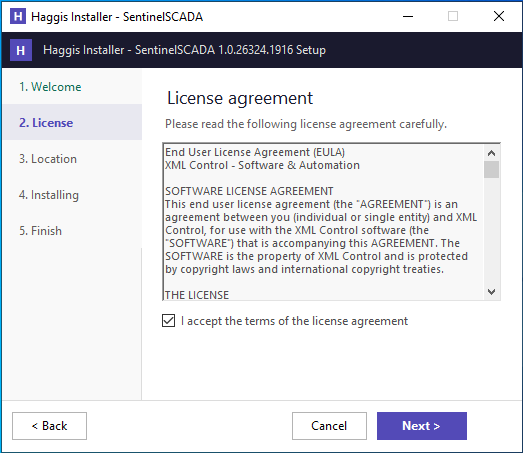 H Haggis Installer - SentinelSCADA
H Haggis Installer - SentinelSCADA 1.0.26324.1916 Setup
1. Welcome
2. License
3. Location
4. Installing
5. Finish
License agreement
Please read the following license agreement carefully.
End User License Agreement (EULA)
XML Control - Software & Automation
SOFTWARE LICENSE AGREEMENT
This end user license agreement (the "AGREEMENT") is an
agreement between you (individual or single entity) and XML
Control, for use with the XML Control software (the
"SOFTWARE") that is accompanying this AGREEMENT. The
SOFTWARE is the property of XML Control and is protected
by copyright laws and international copyright treaties.
THE LICENSE
I accept the terms of the license agreement
< Back
Cancel
Next >